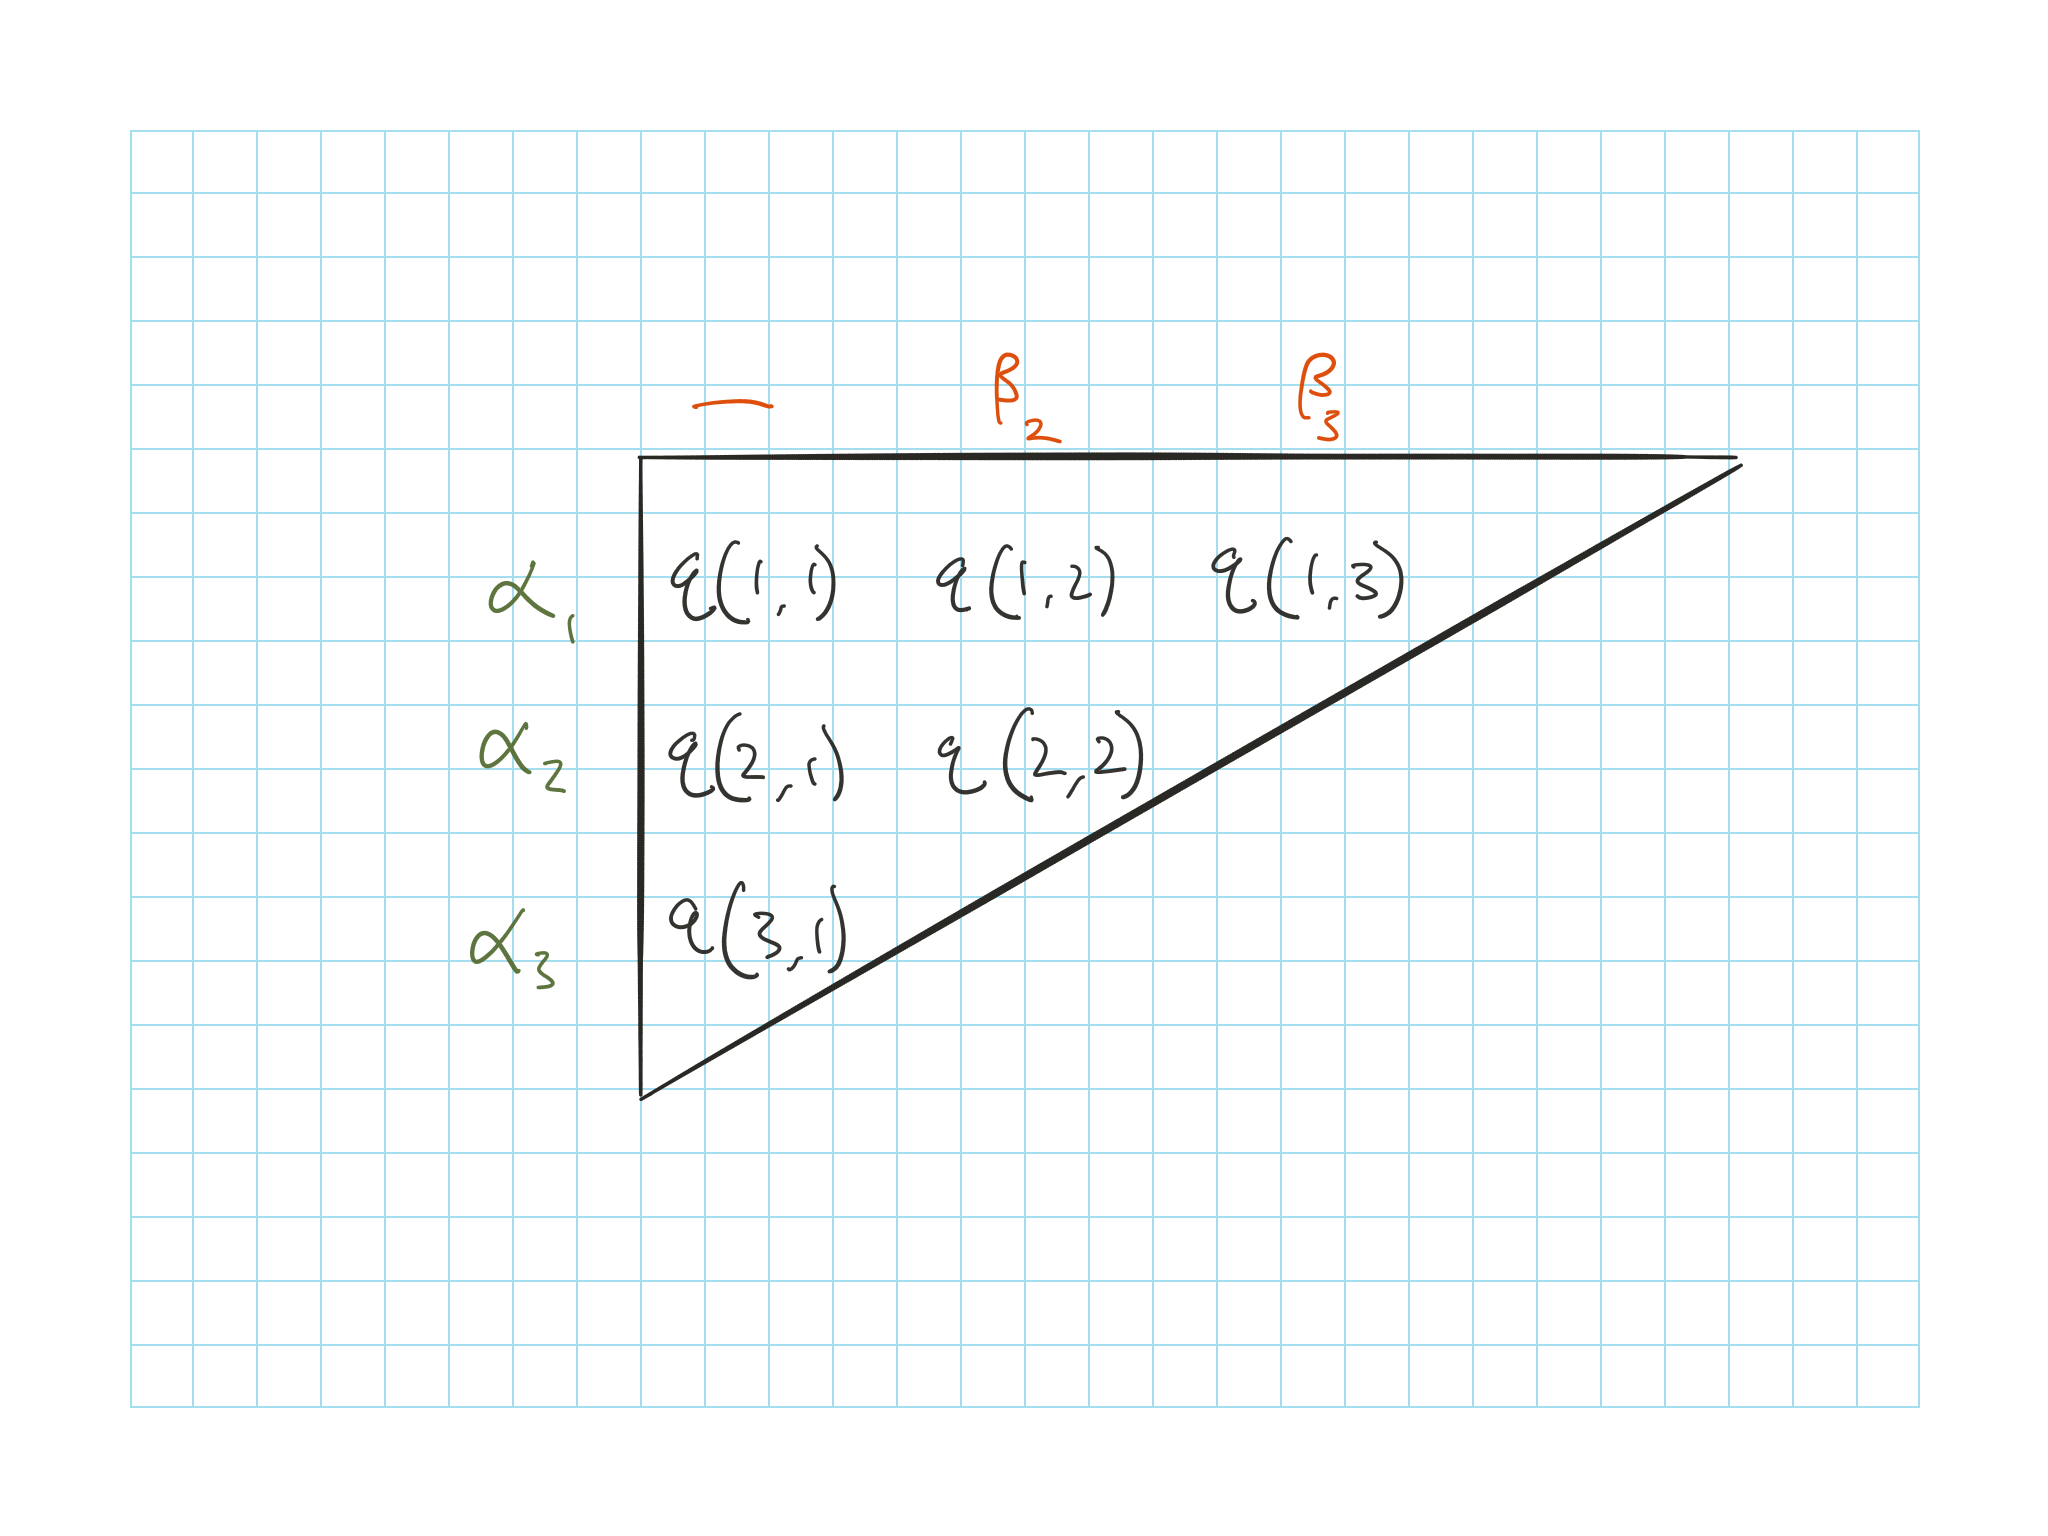 — β₂ β₃
α₁ q(1,1) q(1,2) q(1,3)
α₂ q(2,1) q(2,2)
α₃ q(3,1)